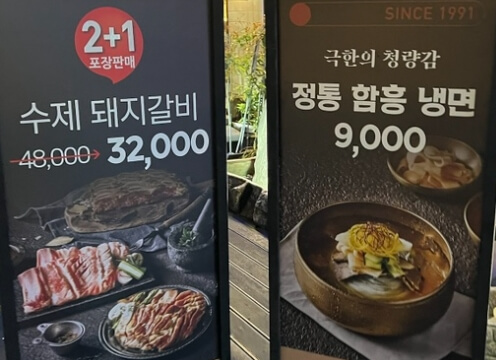 2+1
포장판매
수제 돼지갈비
48,000→ 32,000
SINCE 1991
극한의 청량감
정통 함흥 냉면
9,000